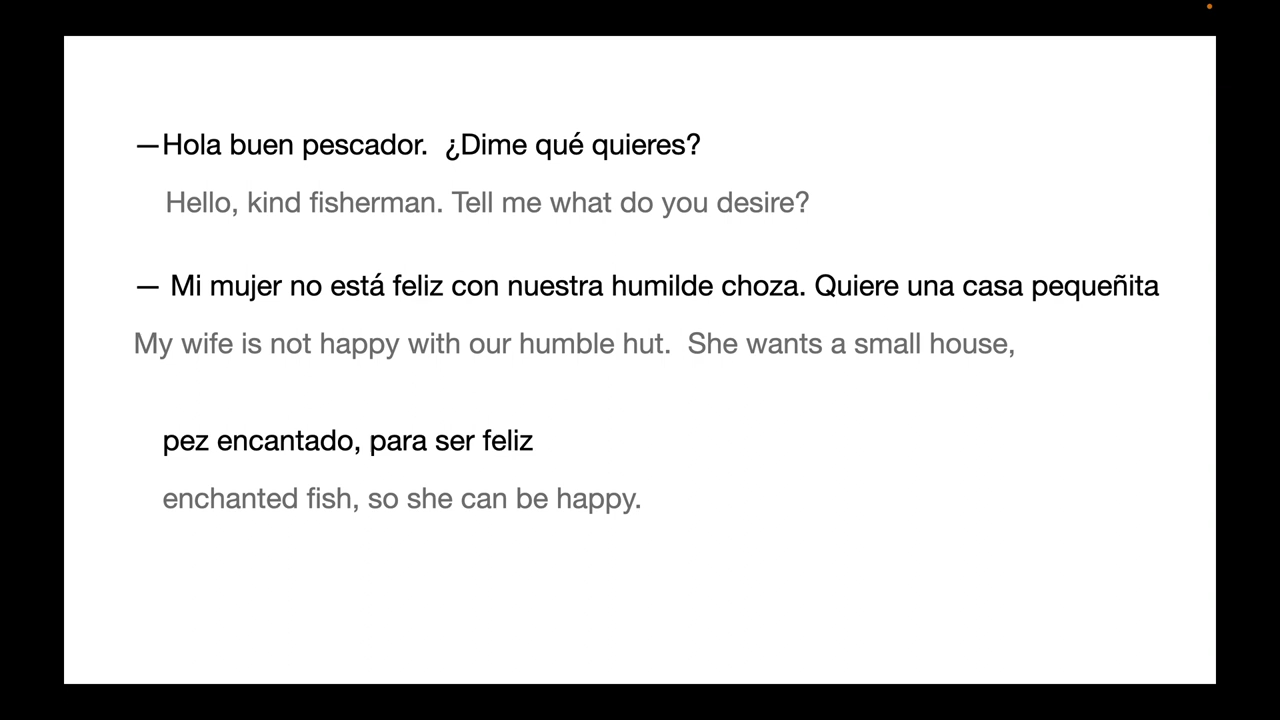 —Hola buen pescador.  ¿Dime qué quieres?
Hello, kind fisherman. Tell me what do you desire?
— Mi mujer no está feliz con nuestra humilde choza. Quiere una casa pequeñita
My wife is not happy with our humble hut.  She wants a small house,
pez encantado, para ser feliz
enchanted fish, so she can be happy.